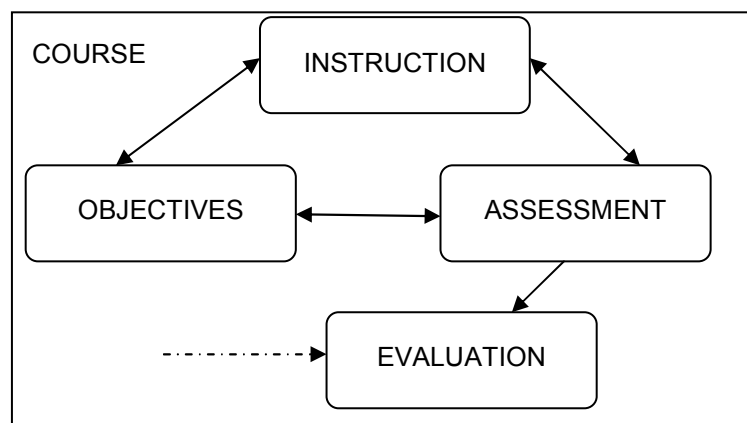 COURSE
INSTRUCTION
OBJECTIVES
ASSESSMENT
EVALUATION